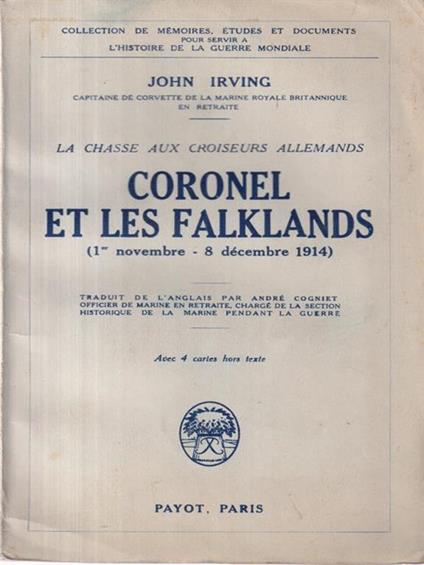 COLLECTION DE MÉMOIRES, ÉTUDES ET DOCUMENTS
POUR SERVIR A
L'HISTOIRE DE LA GUERRE MONDIALE
JOHN IRVING
CAPITAINE DE CORVETTE DE LA MARINE ROYALE BRITANNIQUE
EN RETRAITE
LA CHASSE AUX CROISEURS ALLEMANDS
CORONEL
ET LES FALKLANDS
(1er novembre - 8 décembre 1914)
TRADUIT DE L'ANGLAIS PAR ANDRÉ COGNIET
OFFICIER DE MARINE EN RETRAITE, CHARGÉ DE LA SECTION
HISTORIQUE DE LA MARINE PENDANT LA GUERRE
Avec 4 cartes hors texte
PAYOT, PARIS